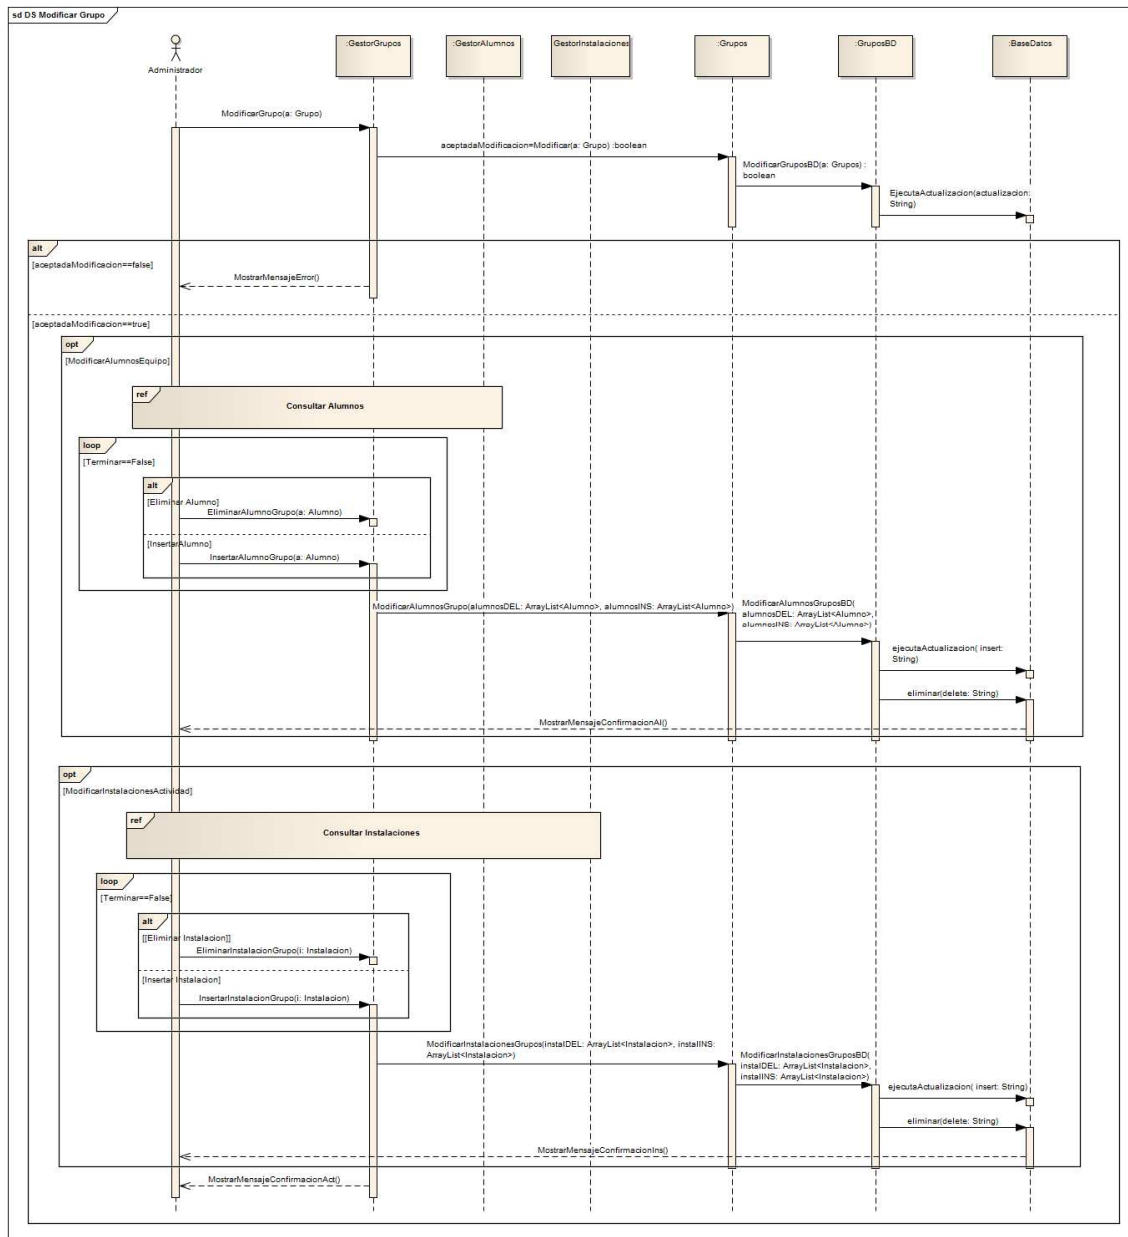 sd DS Modificar Grupo
Administrador
:GestorGrupos
:GestorAlumnos
GestorInstalaciones
:Grupos
:GruposBD
:BaseDatos
ModificarGrupo(a: Grupo)
aceptadaModificacion=Modificar(a: Grupo) :boolean
ModificarGruposBD(a: Grupos) :
boolean
EjecutaActualizacion(actualizacion:
String)
alt
[aceptadaModificacion==false]
MostrarMensajeError()
[aceptadaModificacion==true]
opt
[ModificarAlumnosEquipo]
ref
Consultar Alumnos
loop
[Terminar==False]
alt
[Eliminar Alumno]
EliminarAlumnoGrupo(a: Alumno)
[InsertarAlumno]
InsertarAlumnoGrupo(a: Alumno)
ModificarAlumnosGrupo(alumnosDEL: ArrayList<Alumno>, alumnosINS: ArrayList<Alumno>)
ModificarAlumnosGruposBD(
alumnosDEL: ArrayList<Alumno>,
alumnosINS: ArrayList<Alumno>)
ejecutaActualizacion( insert:
String)
eliminar(delete: String)
MostrarMensajeConfirmacionAl()
opt
[ModificarInstalacionesActividad]
ref
Consultar Instalaciones
loop
[Terminar==False]
alt
[[Eliminar Instalacion]]
EliminarInstalacionGrupo(i: Instalacion)
[Insertar Instalacion]
InsertarInstalacionGrupo(i: Instalacion)
ModificarInstalacionesGrupos(instalDEL: ArrayList<Instalacion>, instalINS:
ArrayList<Instalacion>)
ModificarInstalacionesGruposBD(
instalDEL: ArrayList<Instalacion>,
instalINS: ArrayList<Instalacion>)
ejecutaActualizacion( insert: String)
eliminar(delete: String)
MostrarMensajeConfirmacionIns()
MostrarMensajeConfirmacionAct()